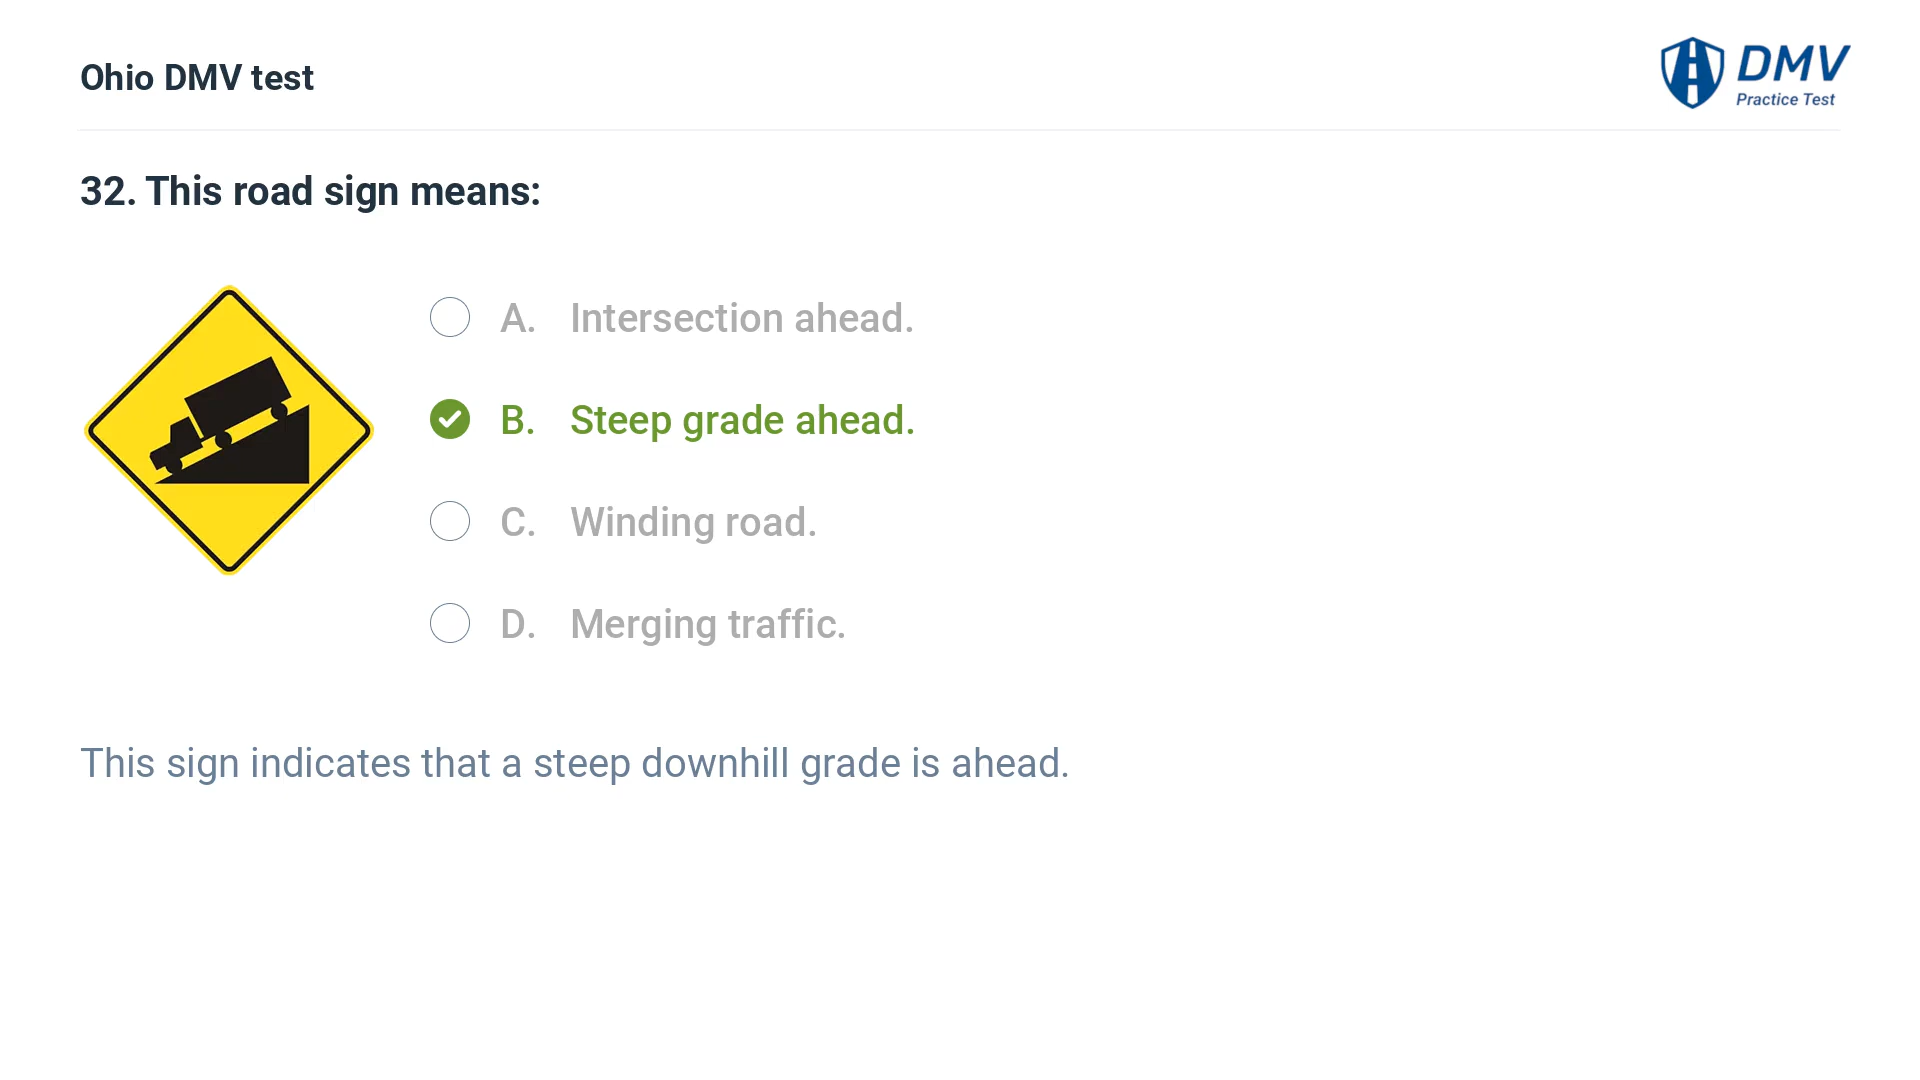 Ohio DMV test
DMV
Practice Test
32. This road sign means:
A. Intersection ahead.
B. Steep grade ahead.
C. Winding road.
D. Merging traffic.
This sign indicates that a steep downhill grade is ahead.